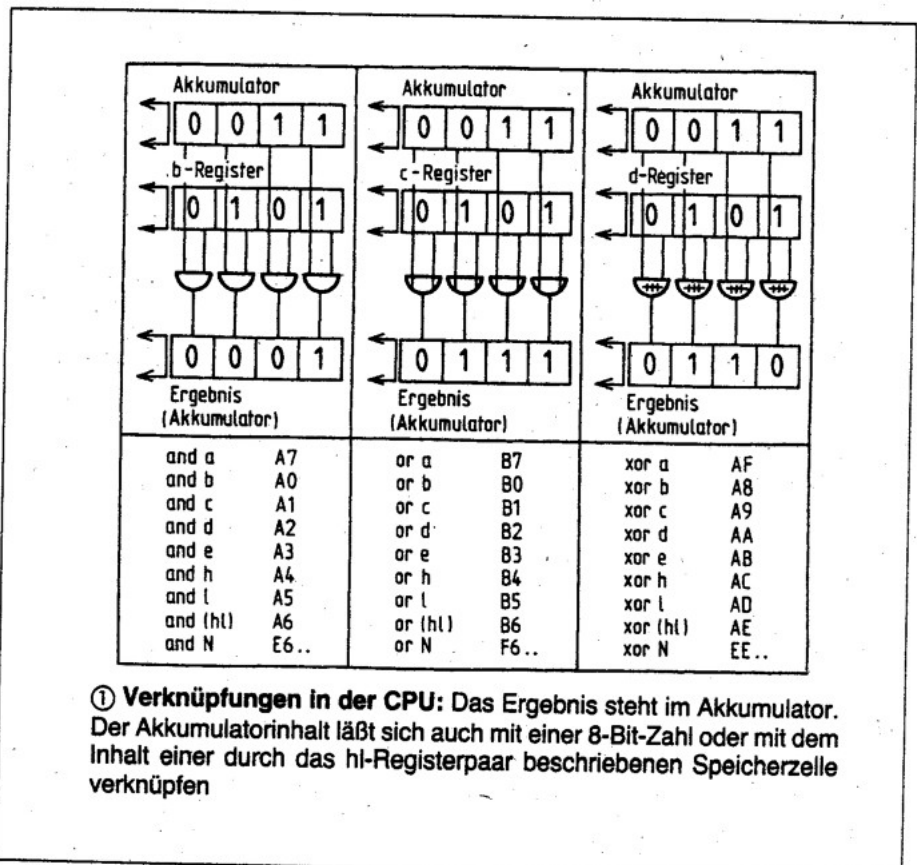 Akkumulator
0 0 1 1
b-Register
0 1 0 1
0 0 0 1
Ergebnis
(Akkumulator)
and a A7
and b A0
and c A1
and d A2
and e A3
and h A4
and l A5
and (hl) A6
and N E6..
Akkumulator
0 0 1 1
c-Register
0 1 0 1
0 1 1 1
Ergebnis
(Akkumulator)
or a B7
or b B0
or c B1
or d B2
or e B3
or h B4
or l B5
or (hl) B6
or N F6..
Akkumulator
0 0 1 1
d-Register
0 1 0 1
0 1 1 0
Ergebnis
(Akkumulator)
xor a AF
xor b A8
xor c A9
xor d AA
xor e AB
xor h AC
xor l AD
xor (hl) AE
xor N EE..
① Verknüpfungen in der CPU: Das Ergebnis steht im Akkumulator.
Der Akkumulatorinhalt läßt sich auch mit einer 8-Bit-Zahl oder mit dem
Inhalt einer durch das hl-Registerpaar beschriebenen Speicherzelle
verknüpfen